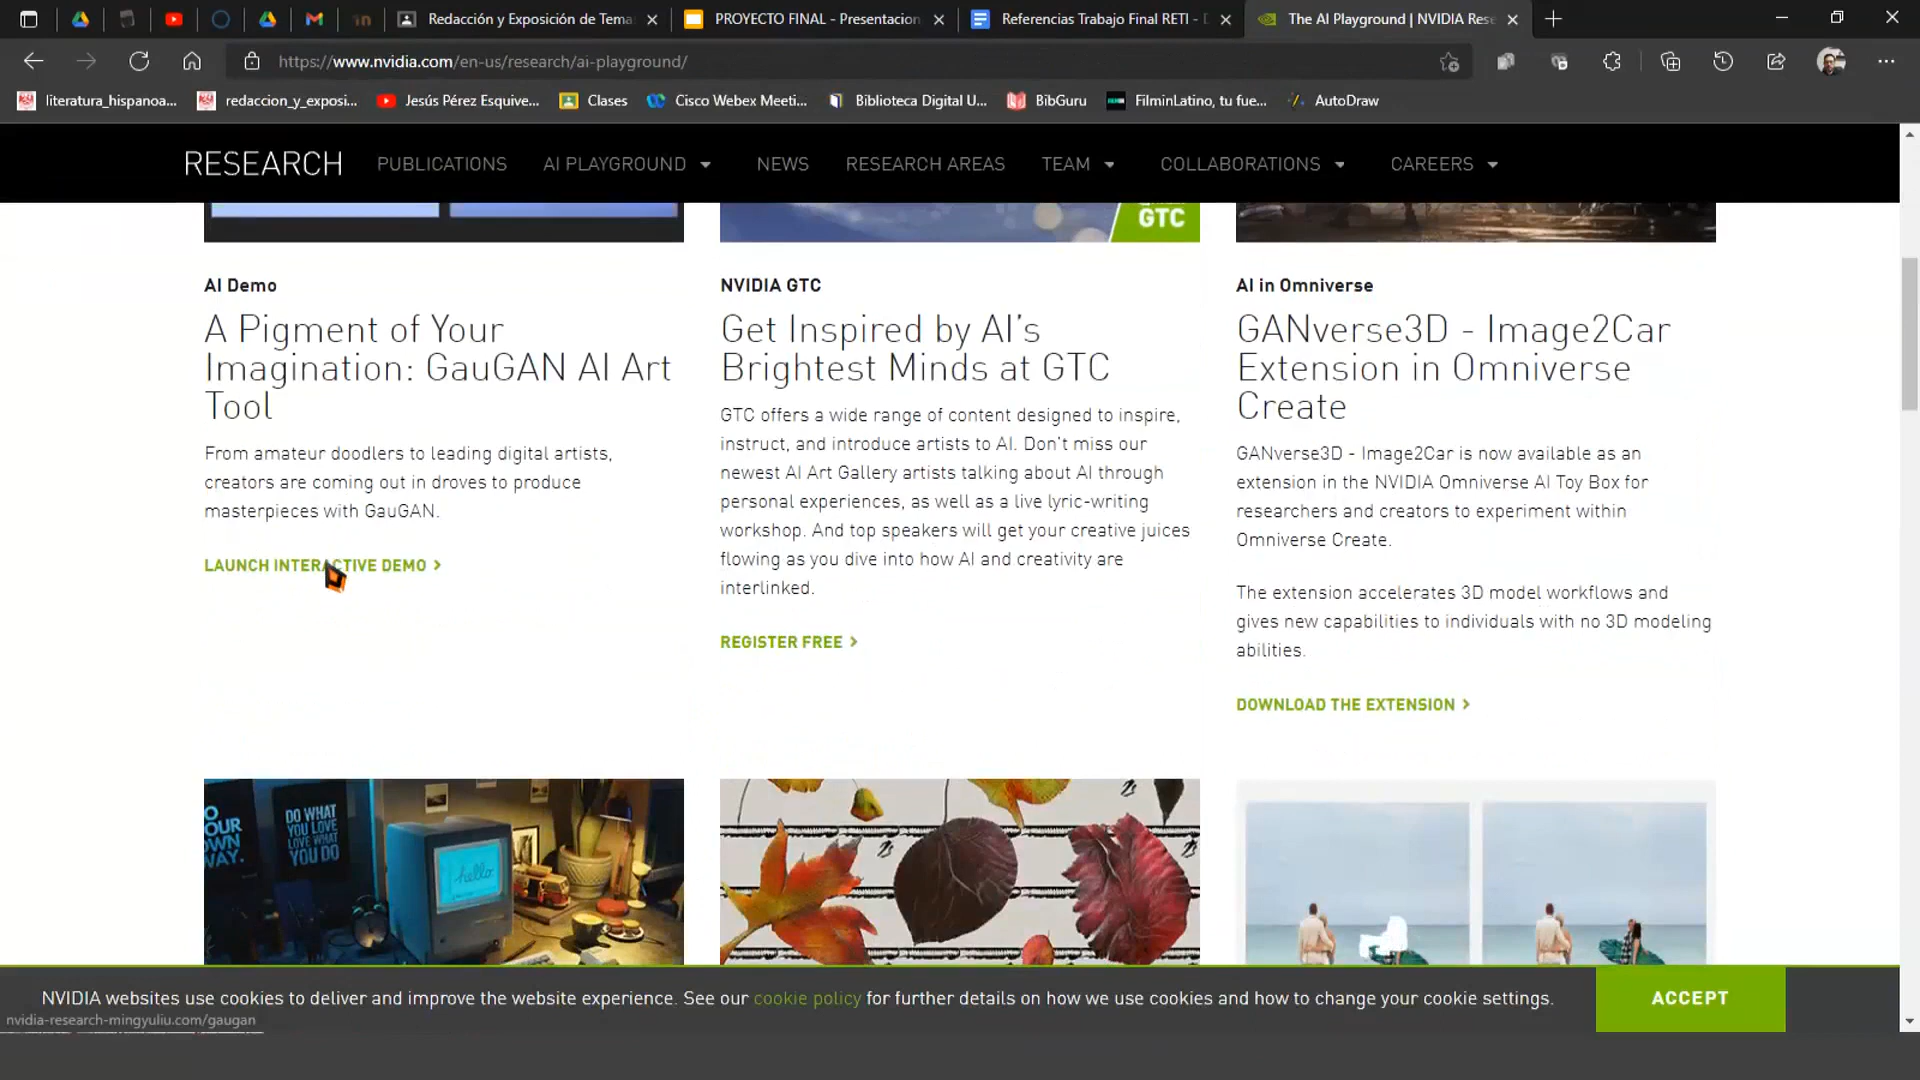 Redacción y Exposición de Tema
PROYECTO FINAL - Presentacion
Referencias Trabajo Final RETI - D
The AI Playground | NVIDIA Rese
https://www.nvidia.com/en-us/research/ai-playground/
literatura_hispanoa...
redaccion_y_exposi...
Jesús Pérez Esquive...
Clases
Cisco Webex Meeti...
Biblioteca Digital U...
BibGuru
FilminLatino, tu fue...
AutoDraw
RESEARCH
PUBLICATIONS
AI PLAYGROUND
NEWS
RESEARCH AREAS
TEAM
COLLABORATIONS
CAREERS
GTC
AI Demo
A Pigment of Your
Imagination: GauGAN AI Art
Tool
From amateur doodlers to leading digital artists,
creators are coming out in droves to produce
masterpieces with GauGAN.
LAUNCH INTERACTIVE DEMO >
NVIDIA GTC
Get Inspired by AI’s
Brightest Minds at GTC
GTC offers a wide range of content designed to inspire,
instruct, and introduce artists to AI. Don't miss our
newest AI Art Gallery artists talking about AI through
personal experiences, as well as a live lyric-writing
workshop. And top speakers will get your creative juices
flowing as you dive into how AI and creativity are
interlinked.
REGISTER FREE >
AI in Omniverse
GANverse3D - Image2Car
Extension in Omniverse
Create
GANverse3D - Image2Car is now available as an
extension in the NVIDIA Omniverse AI Toy Box for
researchers and creators to experiment within
Omniverse Create.
The extension accelerates 3D model workflows and
gives new capabilities to individuals with no 3D modeling
abilities.
DOWNLOAD THE EXTENSION >
OUR
OWN
WAY.
DO WHAT
YOU LOVE
WHAT
YOU DO
hello
NVIDIA websites use cookies to deliver and improve the website experience. See our cookie policy for further details on how we use cookies and how to change your cookie settings.
ACCEPT
nvidia-research-mingyuliu.com/gaugan